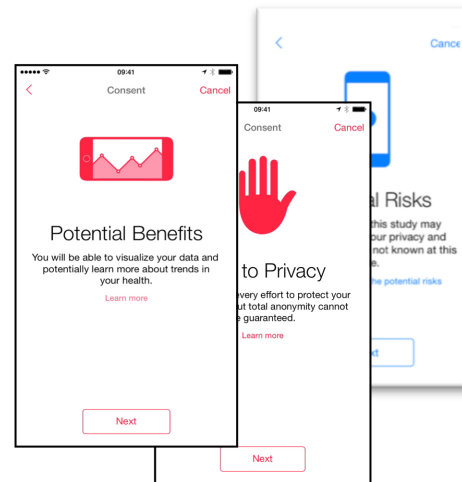 09:41
Consent
Cancel
Potential Benefits
You will be able to visualize your data and
potentially learn more about trends in
your health.
Learn more
Next
09:41
Consent
Cancel
to Privacy
every effort to protect your
ut total anonymity cannot
guaranteed.
Learn more
Next
Cance
al Risks
this study may
our privacy and
not known at this
e.
he potential risks
xt